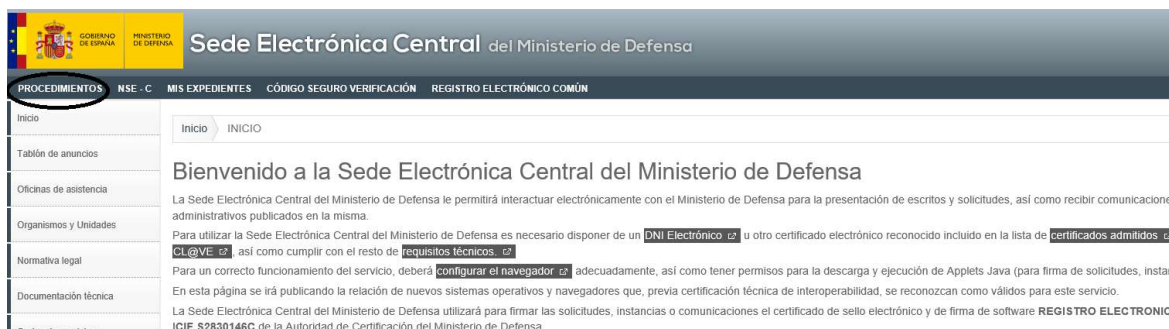 GOBIERNO DE ESPAÑA
MINISTERIO DE DEFENSA
Sede Electrónica Central del Ministerio de Defensa
PROCEDIMIENTOS NSE - C MIS EXPEDIENTES CÓDIGO SEGURO VERIFICACIÓN REGISTRO ELECTRÓNICO COMÚN
Inicio
Tablón de anuncios
Oficinas de asistencia
Organismos y Unidades
Normativa legal
Documentación técnica
Inicio INICIO
Bienvenido a la Sede Electrónica Central del Ministerio de Defensa
La Sede Electrónica Central del Ministerio de Defensa le permitirá interactuar electrónicamente con el Ministerio de Defensa para la presentación de escritos y solicitudes, así como recibir comunicacione
administrativos publicados en la misma.
Para utilizar la Sede Electrónica Central del Ministerio de Defensa es necesario disponer de un DNI Electrónico u otro certificado electrónico reconocido incluido en la lista de certificados admitidos
CL@VE , así como cumplir con el resto de requisitos técnicos.
Para un correcto funcionamiento del servicio, deberá configurar el navegador adecuadamente, así como tener permisos para la descarga y ejecución de Applets Java (para firma de solicitudes, instan
En esta página se irá publicando la relación de nuevos sistemas operativos y navegadores que, previa certificación técnica de interoperabilidad, se reconozcan como válidos para este servicio.
La Sede Electrónica Central del Ministerio de Defensa utilizará para firmar las solicitudes, instancias o comunicaciones el certificado de sello electrónico y de firma de software REGISTRO ELECTRONIC
ICIE S2830146C de la Autoridad de Certificación del Ministerio de Defensa.